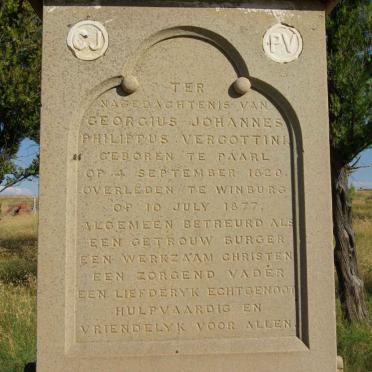 GJ PV
TER
NAGEDACHTENIS VAN
GEORGIUS JOHANNES
PHILIPPUS VERGOTTINI.
GEBOREN TE PAARL
OP 4 SEPTEMBER 1820.
OVERLEDEN TE WINBURG
OP 10 JULY 1877.
ALGEMEEN BETREURD ALS
EEN GETROUW BURGER
EEN WERKZAAM CHRISTEN
EEN ZORGEND VADER
EEN LIEFDERYK ECHTGENOOT
HULPVAARDIG EN
VRIENDELYK VOOR ALLEN.